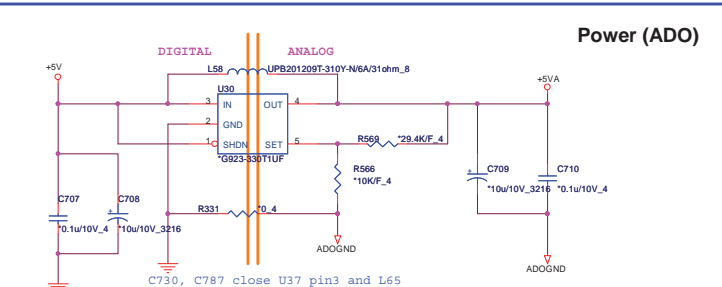 Power (ADO)
DIGITAL ANALOG
+5V
L58 UPB201209T-310Y-N/6A/31ohm_8
+5VA
U30
3 IN OUT 4
2 GND
1 SHDN SET 5
*G923-330T1UF
R569 *29.4K/F_4
R566
*10K/F_4
C709
*10u/10V_3216
C710
*0.1u/10V_4
C707
*0.1u/10V_4
C708
*10u/10V_3216
R331 *0_4
ADOGND
ADOGND
C730, C787 close U37 pin3 and L65